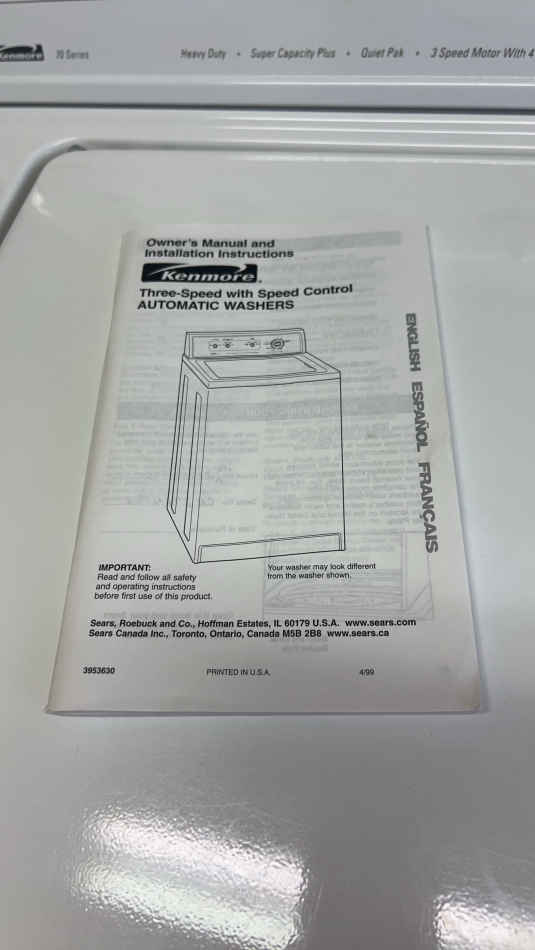 Kenmore 70 Series Heavy Duty • Super Capacity Plus • Quiet Pak • 3 Speed Motor With 4
Owner's Manual and
Installation Instructions
Kenmore®
Three-Speed with Speed Control
AUTOMATIC WASHERS
ENGLISH ESPAÑOL FRANÇAIS
IMPORTANT:
Read and follow all safety
and operating instructions
before first use of this product.
Your washer may look different
from the washer shown.
Sears, Roebuck and Co., Hoffman Estates, IL 60179 U.S.A. www.sears.com
Sears Canada Inc., Toronto, Ontario, Canada M5B 2B8 www.sears.ca
3953630 PRINTED IN U.S.A. 4/99